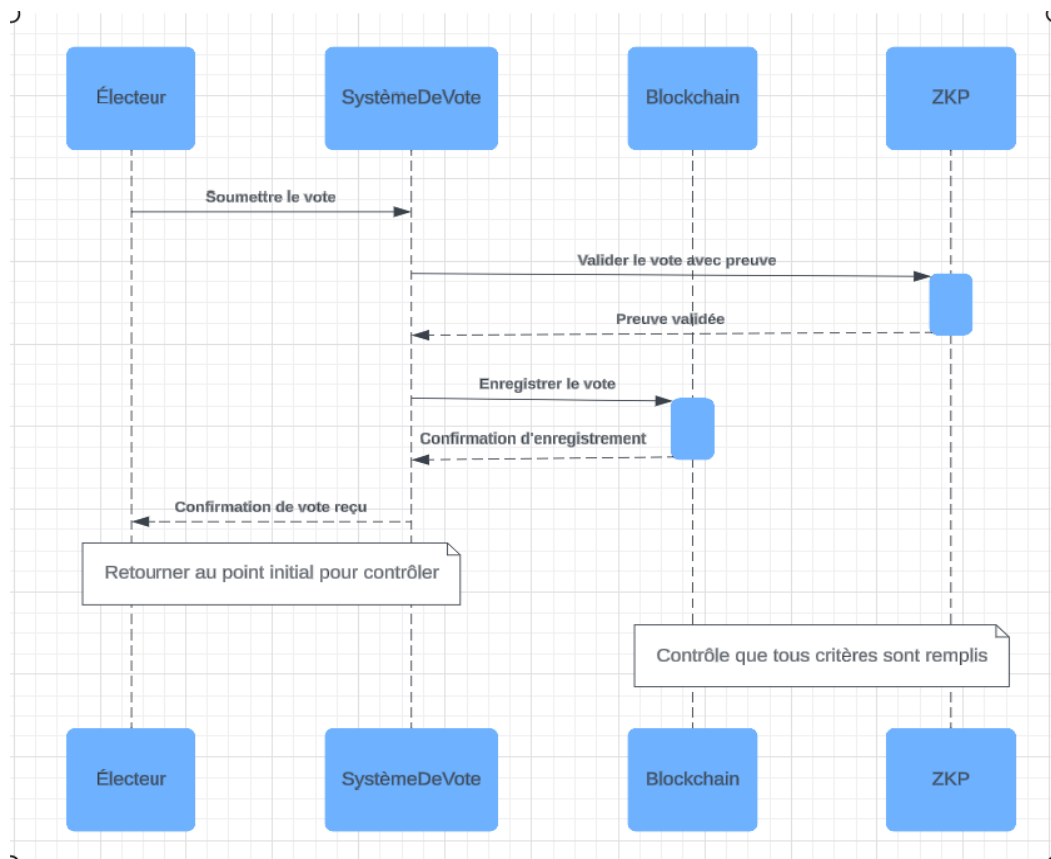 Électeur
SystèmeDeVote
Blockchain
ZKP
Soumettre le vote
Valider le vote avec preuve
Preuve validée
Enregistrer le vote
Confirmation d'enregistrement
Confirmation de vote reçu
Retourner au point initial pour contrôler
Contrôle que tous critères sont remplis
Électeur
SystèmeDeVote
Blockchain
ZKP